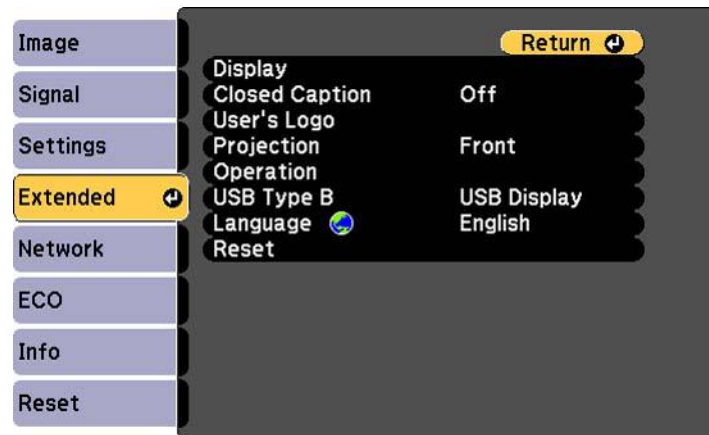 Image
Signal
Settings
Extended
Network
ECO
Info
Reset
Return
Display
Closed Caption Off
User's Logo
Projection Front
Operation
USB Type B USB Display
Language English
Reset